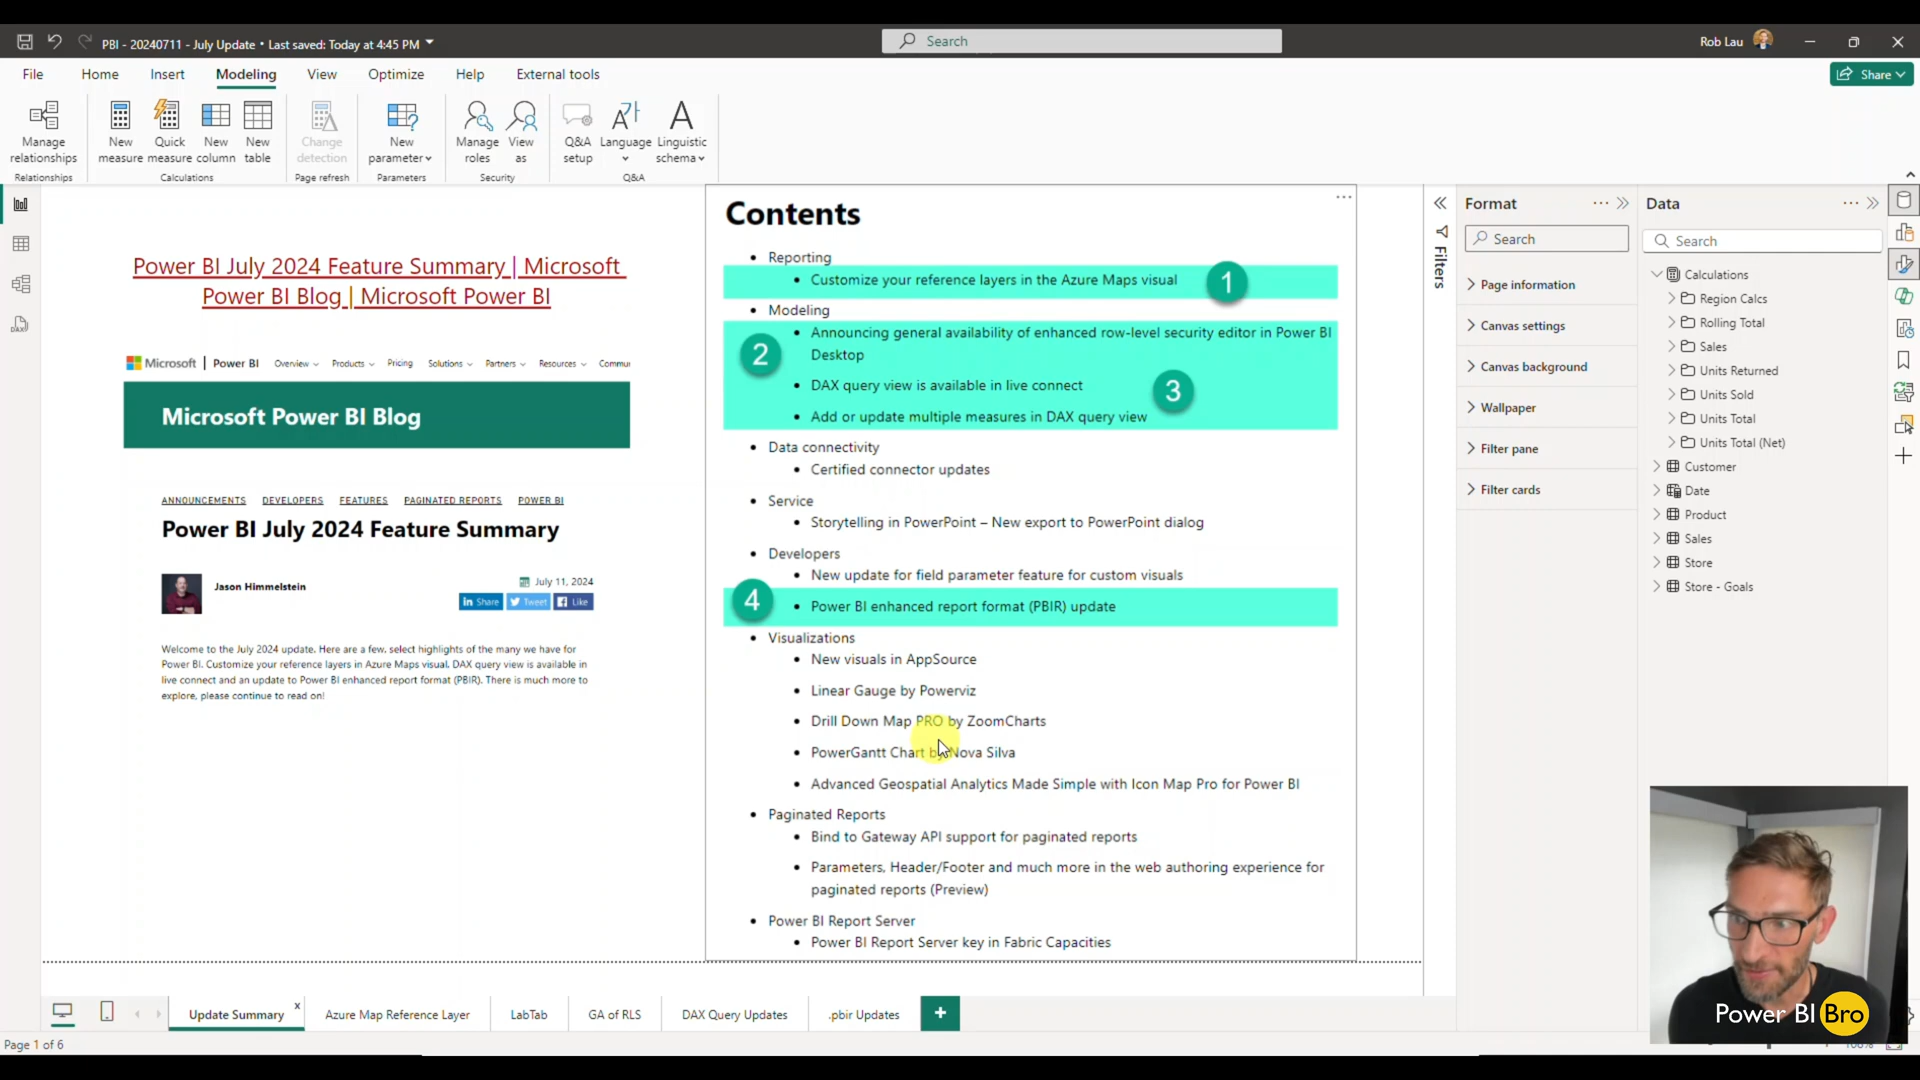 PBI - 20240711 - July Update • Last saved: Today at 4:45 PM
Search
Rob Lau
File
Home
Insert
Modeling
View
Optimize
Help
External tools
Share
Manage relationships
New measure
Quick measure
New column
New table
Change detection
New parameter
Manage roles
View as
Q&A setup
Language
Linguistic schema
Relationships
Calculations
Page refresh
Parameters
Security
Q&A
Power BI July 2024 Feature Summary | Microsoft
Power BI Blog | Microsoft Power BI
Microsoft | Power BI
Overview
Products
Pricing
Solutions
Partners
Resources
Commu
Microsoft Power BI Blog
ANNOUNCEMENTS
DEVELOPERS
FEATURES
PAGINATED REPORTS
POWER BI
Power BI July 2024 Feature Summary
Jason Himmelstein
July 11, 2024
in Share
Tweet
Like
Welcome to the July 2024 update. Here are a few, select highlights of the many we have for
Power BI. Customize your reference layers in Azure Maps visual, DAX query view is available in
live connect and an update to Power BI enhanced report format (PBIR). There is much more to
explore, please continue to read on!
Contents
• Reporting
• Customize your reference layers in the Azure Maps visual
1
• Modeling
2
• Announcing general availability of enhanced row-level security editor in Power BI
Desktop
• DAX query view is available in live connect
3
• Add or update multiple measures in DAX query view
• Data connectivity
• Certified connector updates
• Service
• Storytelling in PowerPoint – New export to PowerPoint dialog
• Developers
• New update for field parameter feature for custom visuals
4
• Power BI enhanced report format (PBIR) update
• Visualizations
• New visuals in AppSource
• Linear Gauge by Powerviz
• Drill Down Map PRO by ZoomCharts
• PowerGantt Chart by Nova Silva
• Advanced Geospatial Analytics Made Simple with Icon Map Pro for Power BI
• Paginated Reports
• Bind to Gateway API support for paginated reports
• Parameters, Header/Footer and much more in the web authoring experience for
paginated reports (Preview)
• Power BI Report Server
• Power BI Report Server key in Fabric Capacities
Filters
Format
Search
Page information
Canvas settings
Canvas background
Wallpaper
Filter pane
Filter cards
Data
Search
Calculations
Region Calcs
Rolling Total
Sales
Units Returned
Units Sold
Units Total
Units Total (Net)
Customer
Date
Product
Sales
Store
Store - Goals
Power BI Bro
Update Summary
x
Azure Map Reference Layer
LabTab
GA of RLS
DAX Query Updates
.pbir Updates
+
Page 1 of 6